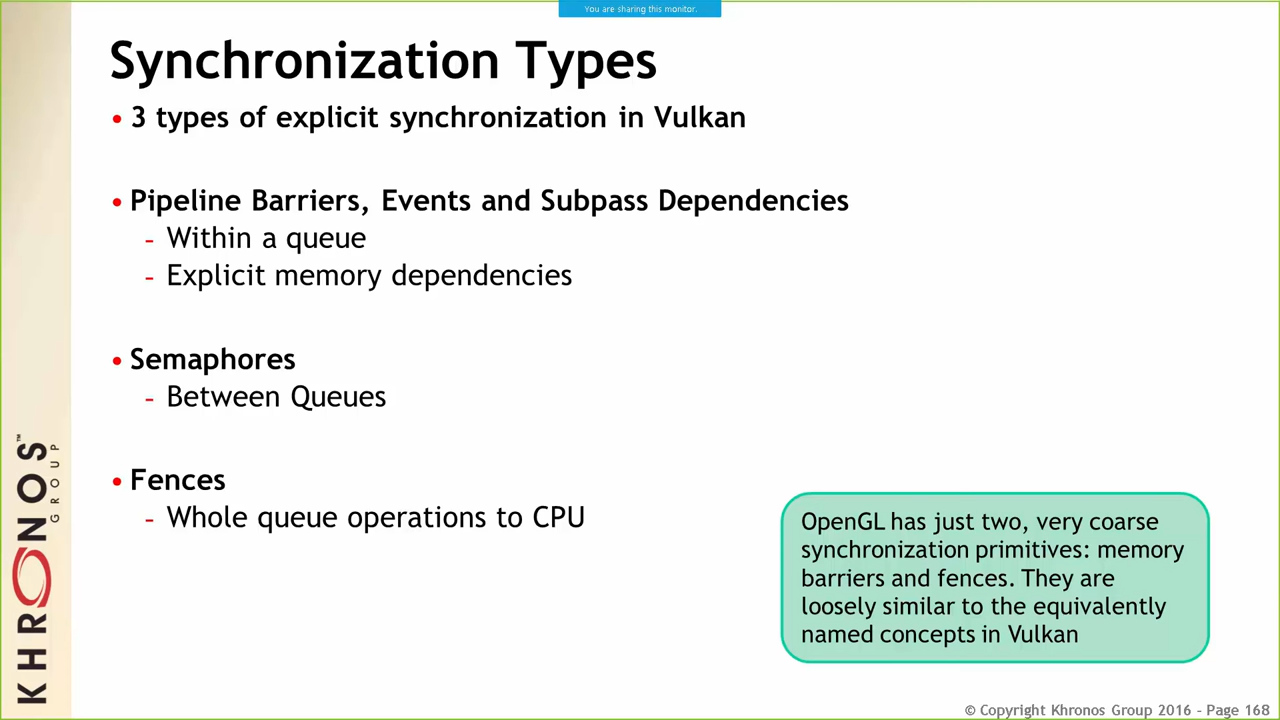 You are sharing this monitor.
Synchronization Types
• 3 types of explicit synchronization in Vulkan
• Pipeline Barriers, Events and Subpass Dependencies
- Within a queue
- Explicit memory dependencies
• Semaphores
- Between Queues
• Fences
- Whole queue operations to CPU
OpenGL has just two, very coarse
synchronization primitives: memory
barriers and fences. They are
loosely similar to the equivalently
named concepts in Vulkan
KHRONOS™
GROUP
© Copyright Khronos Group 2016 - Page 168